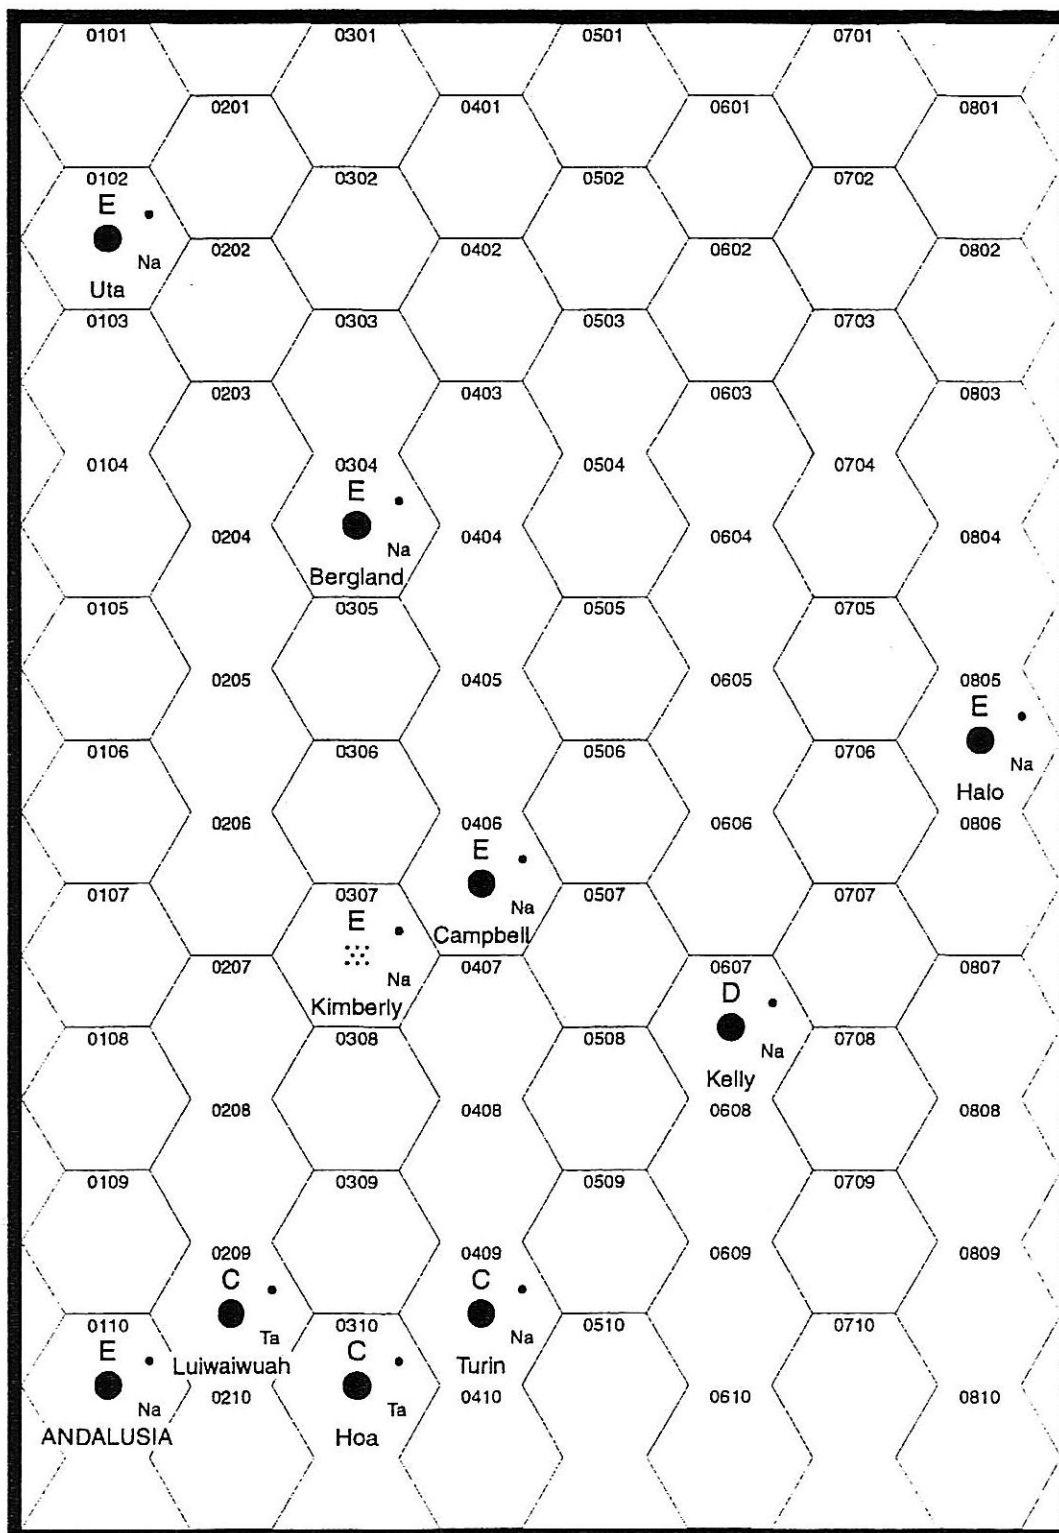 0101 0301 0501 0701
0201 0401 0601 0801
0102 0302 0502 0702
E
Na
Uta
0202 0402 0602 0802
0103 0303 0503 0703
0203 0403 0603 0803
0104 0304 0504 0704
E
Na
Bergland
0204 0404 0604 0804
0105 0305 0505 0705
0205 0405 0605 0805
E
Na
Halo
0106 0306 0506 0706
0206 0406 0606 0806
E
Na
Campbell
0107 0307 0507 0707
E
Na
Kimberly
0207 0407 0607 0807
D
Na
Kelly
0108 0308 0508 0708
0208 0408 0608 0808
0109 0309 0509 0709
0209 0409 0609 0809
C C
Ta Na
Luiwaiwuah Turin
0110 0310 0510 0710
E C
Na Ta
ANDALUSIA Hoa
0210 0410 0610 0810